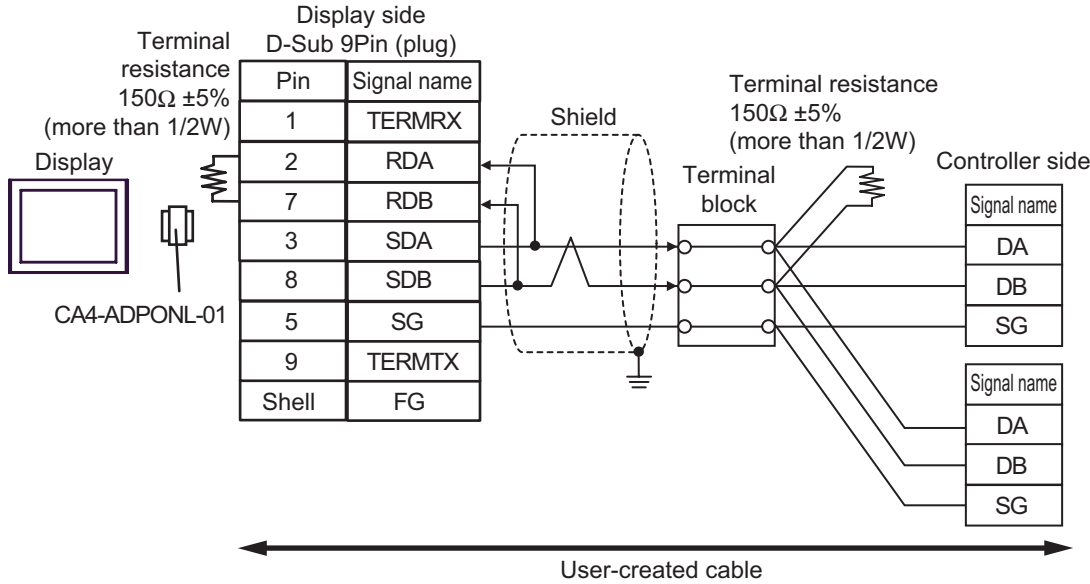 Display side
D-Sub 9Pin (plug)
Terminal
resistance
150Ω ±5%
(more than 1/2W)
Display
CA4-ADPONL-01
Pin Signal name
1 TERMRX
2 RDA
7 RDB
3 SDA
8 SDB
5 SG
9 TERMTX
Shell FG
Shield
Terminal
block
Terminal resistance
150Ω ±5%
(more than 1/2W)
Controller side
Signal name
DA
DB
SG
Signal name
DA
DB
SG
User-created cable